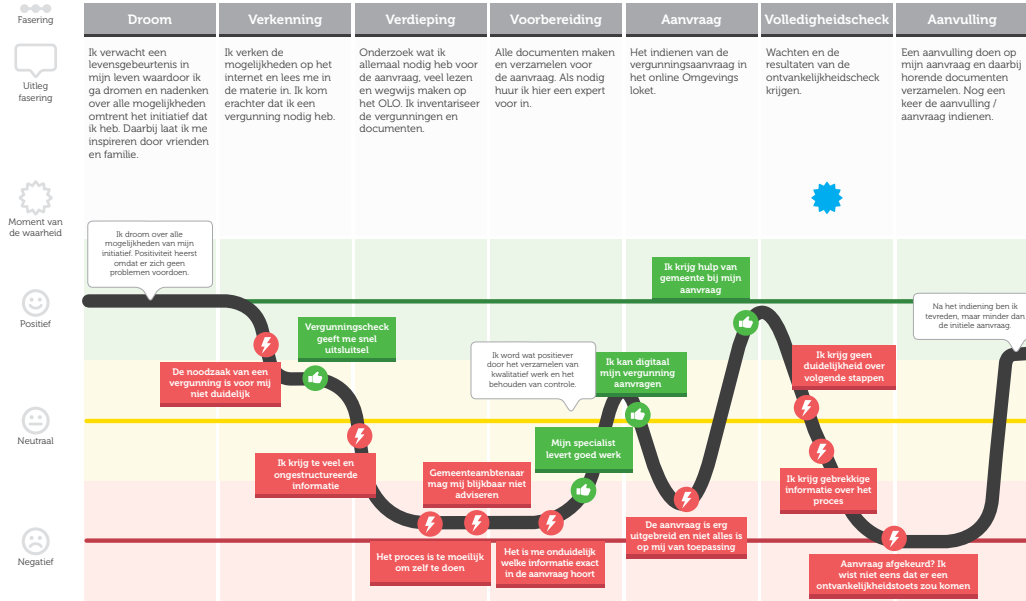 Fasering
Droom
Verkenning
Verdieping
Voorbereiding
Aanvraag
Volledigheidscheck
Aanvulling
Uitleg
fasering
Ik verwacht een
levensgebeurtenis in
mijn leven waardoor ik
ga dromen en nadenken
over alle mogelijkheden
omtrent het initiatief dat
ik heb. Daarbij laat ik me
inspireren door vrienden
en familie.
Ik verken de
mogelijkheden op het
internet en lees me in
de materie in. Ik kom
erachter dat ik een
vergunning nodig heb.
Onderzoek wat ik
allemaal nodig heb voor
de aanvraag, veel lezen
en wegwijs maken op
het OLO. Ik inventariseer
de vergunningen en
documenten.
Alle documenten maken
en verzamelen voor
de aanvraag. Als nodig
huur ik hier een expert
voor in.
Het indienen van de
vergunningsaanvraag in
het online Omgevings
loket.
Wachten en de
resultaten van de
ontvankelijkheidscheck
krijgen.
Een aanvulling doen op
mijn aanvraag en daarbij
horende documenten
verzamelen. Nog een
keer de aanvulling /
aanvraag indienen.
Moment van
de waarheid
Ik droom over alle
mogelijkheden van mijn
initiatief. Positiviteit heerst
omdat er zich geen
problemen voordoen.
Ik krijg hulp van
gemeente bij mijn
aanvraag
Positief
Na het indiening ben ik
tevreden, maar minder dan
de initiele aanvraag.
Vergunningscheck
geeft me snel
uitsluitsel
De noodzaak van een
vergunning is voor mij
niet duidelijk
Ik word wat positiever
door het verzamelen van
kwalitatief werk en het
behouden van controle.
Ik kan digitaal
mijn vergunning
aanvragen
Ik krijg geen
duidelijkheid over
volgende stappen
Neutraal
Mijn specialist
levert goed werk
Ik krijg te veel en
ongestructureerde
informatie
Gemeenteambtenaar
mag mij blijkbaar niet
adviseren
Ik krijg gebrekkige
informatie over het
proces
De aanvraag is erg
uitgebreid en niet alles is
op mij van toepassing
Negatief
Het proces is te moeilijk
om zelf te doen
Het is me onduidelijk
welke informatie exact
in de aanvraag hoort
Aanvraag afgekeurd? Ik
wist niet eens dat er een
ontvankelijkheidstoets zou komen